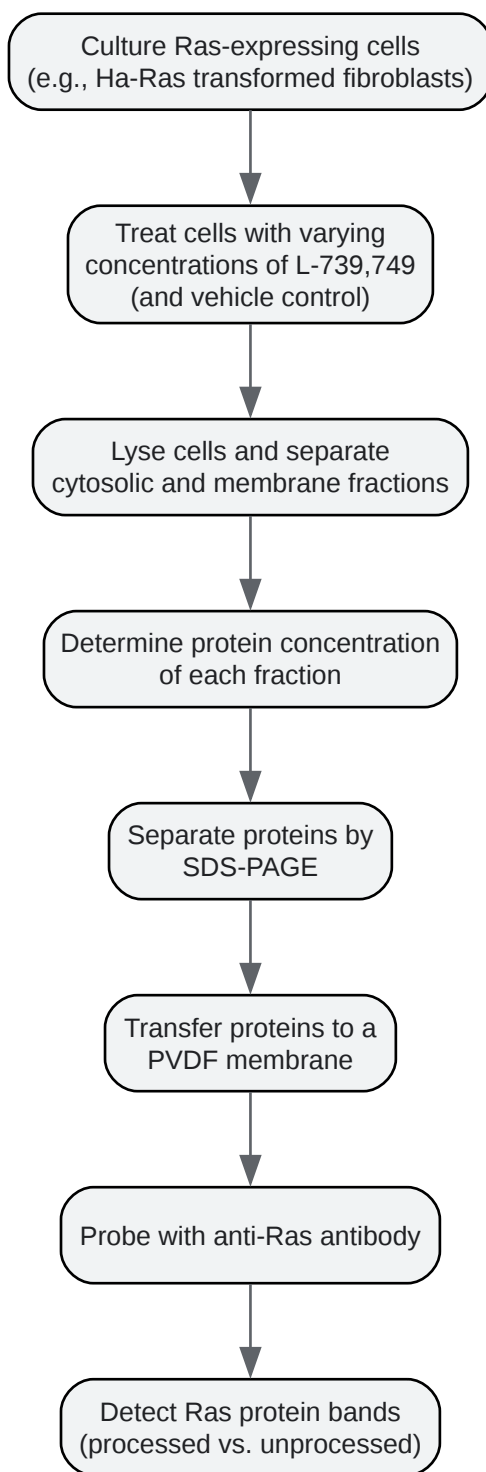 Culture Ras-expressing cells
(e.g., Ha-Ras transformed fibroblasts)
Treat cells with varying
concentrations of L-739,749
(and vehicle control)
Lyse cells and separate
cytosolic and membrane fractions
Determine protein concentration
of each fraction
Separate proteins by
SDS-PAGE
Transfer proteins to a
PVDF membrane
Probe with anti-Ras antibody
Detect Ras protein bands
(processed vs. unprocessed)